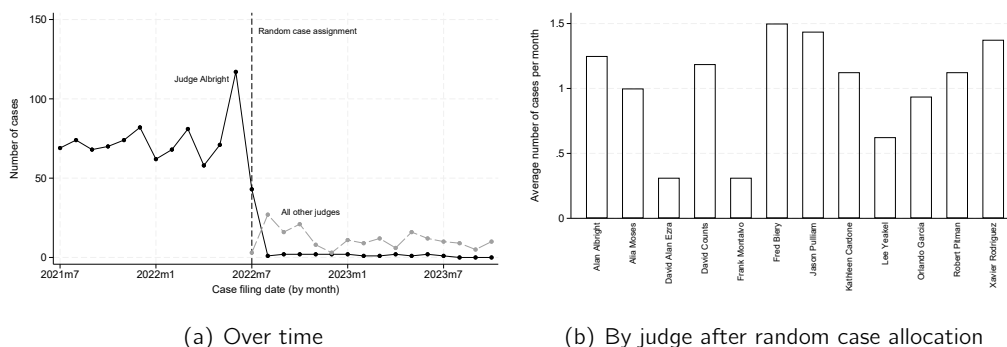 150
100
50
0
Number of cases
Random case assignment
Judge Albright
All other judges
2021m7
2022m1
2022m7
2023m1
2023m7
Case filing date (by month)
(a) Over time
1.5
1
.5
0
Average number of cases per month
Alan Albright
Alia Moses
David Alan Ezra
David Counts
Frank Montalvo
Fred Biery
Jason Pulliam
Kathleen Cardone
Lee Yeakel
Orlando Garcia
Robert Pitman
Xavier Rodriguez
(b) By judge after random case allocation